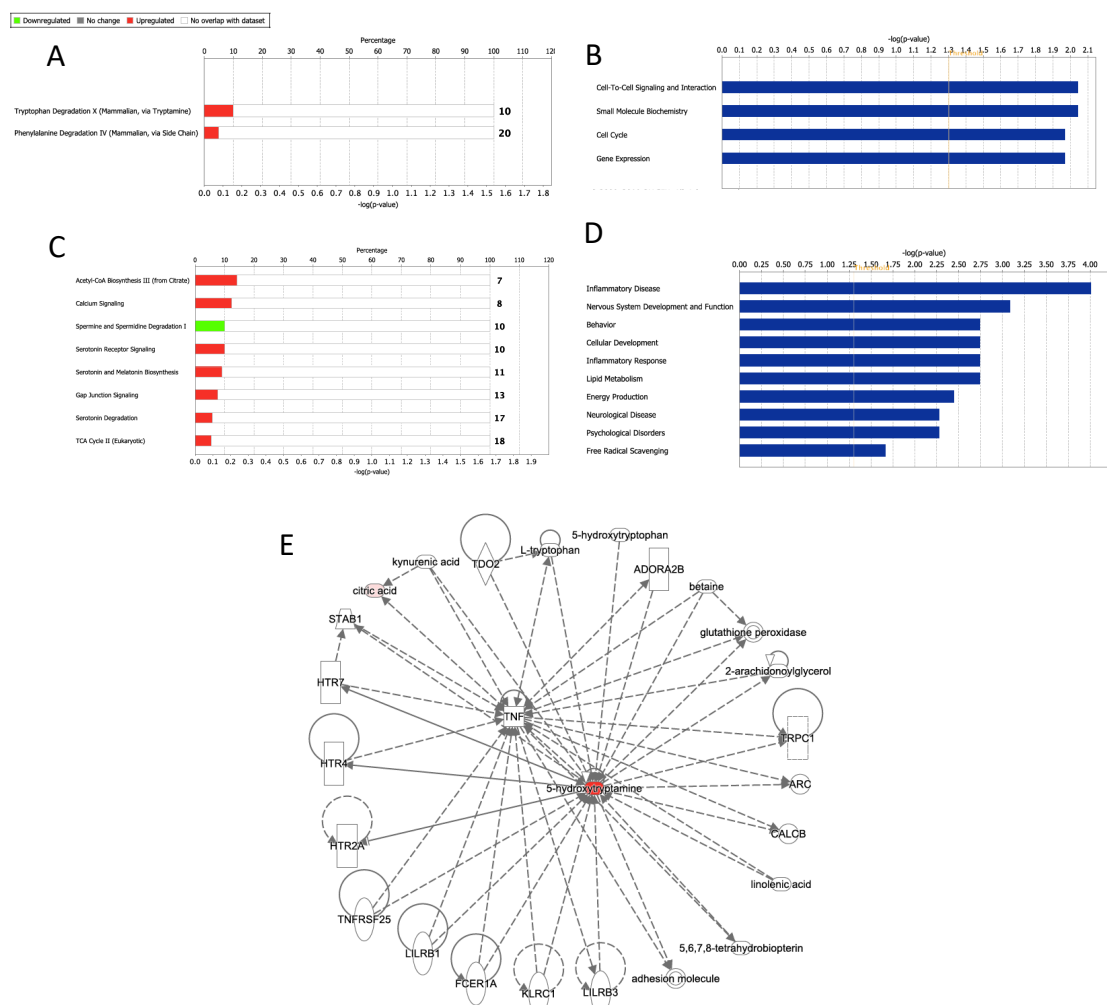 Downregulated No change Upregulated No overlap with dataset
A
Percentage
0 10 20 30 40 50 60 70 80 90 100 110 120
Tryptophan Degradation X (Mammalian, via Tryptamine) 10
Phenylalanine Degradation IV (Mammalian, via Side Chain) 20
0.0 0.1 0.2 0.3 0.4 0.5 0.6 0.7 0.8 0.9 1.0 1.1 1.2 1.3 1.4 1.5 1.6 1.7 1.8
-log(p-value)
B
-log(p-value)
0.0 0.1 0.2 0.3 0.4 0.5 0.6 0.7 0.8 0.9 1.0 1.1 1.2 1.3 1.4 1.5 1.6 1.7 1.8 1.9 2.0 2.1
Threshold
Cell-To-Cell Signaling and Interaction
Small Molecule Biochemistry
Cell Cycle
Gene Expression
C
Percentage
0 10 20 30 40 50 60 70 80 90 100 110 120
Acetyl-CoA Biosynthesis III (from Citrate) 7
Calcium Signaling 8
Spermine and Spermidine Degradation I 10
Serotonin Receptor Signaling 10
Serotonin and Melatonin Biosynthesis 11
Gap Junction Signaling 13
Serotonin Degradation 17
TCA Cycle II (Eukaryotic) 18
0.0 0.1 0.2 0.3 0.4 0.5 0.6 0.7 0.8 0.9 1.0 1.1 1.2 1.3 1.4 1.5 1.6 1.7 1.8 1.9
-log(p-value)
D
-log(p-value)
0.00 0.25 0.50 0.75 1.00 1.25 1.50 1.75 2.00 2.25 2.50 2.75 3.00 3.25 3.50 3.75 4.00
Threshold
Inflammatory Disease
Nervous System Development and Function
Behavior
Cellular Development
Inflammatory Response
Lipid Metabolism
Energy Production
Neurological Disease
Psychological Disorders
Free Radical Scavenging
E
5-hydroxytryptophan
L-tryptophan
TDO2
kynurenic acid
ADORA2B
citric acid
betaine
STAB1
glutathione peroxidase
2-arachidonoylglycerol
HTR7
TNF
TRPC1
HTR4
5-hydroxytryptamine
ARC
CALCB
HTR2A
linolenic acid
TNFRSF25
5,6,7,8-tetrahydrobiopterin
LILRB1
FCER1A
adhesion molecule
KLRC1
LILRB3